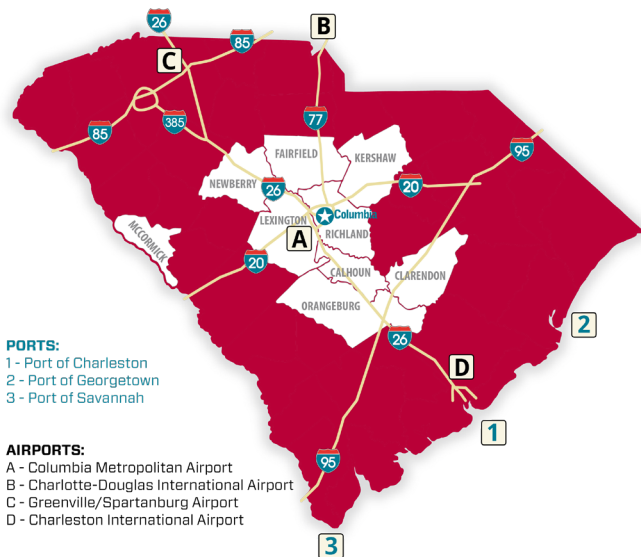 26
B
85
C
85
385
77
95
FAIRFIELD
KERSHAW
NEWBERRY
26
20
LEXINGTON
Columbia
A
RICHLAND
MCCORMICK
20
CALHOUN
CLARENDON
ORANGEBURG
2
26
D
PORTS:
1 - Port of Charleston
2 - Port of Georgetown
3 - Port of Savannah
1
AIRPORTS:
A - Columbia Metropolitan Airport
B - Charlotte-Douglas International Airport
C - Greenville/Spartanburg Airport
D - Charleston International Airport
95
3